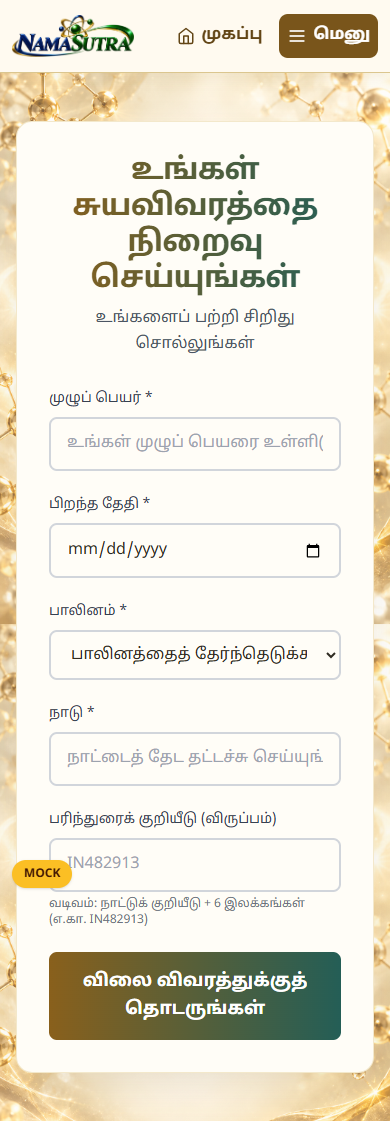 NAMASUTRA
முகப்பு
மெனு
உங்கள்
சுயவிவரத்தை
நிறைவு
செய்யுங்கள்
உங்களைப் பற்றி சிறிது
சொல்லுங்கள்
முழுப் பெயர் *
உங்கள் முழுப் பெயரை உள்ளி
பிறந்த தேதி *
mm/dd/yyyy
பாலினம் *
பாலினத்தைத் தேர்ந்தெடுக்க
நாடு *
நாட்டைத் தேட தட்டச்சு செய்யுங்
பரிந்துரைக் குறியீடு (விருப்பம்)
IN482913
MOCK
வடிவம்: நாட்டுக் குறியீடு + 6 இலக்கங்கள்
(எ.கா. IN482913)
விலை விவரத்துக்குத்
தொடருங்கள்